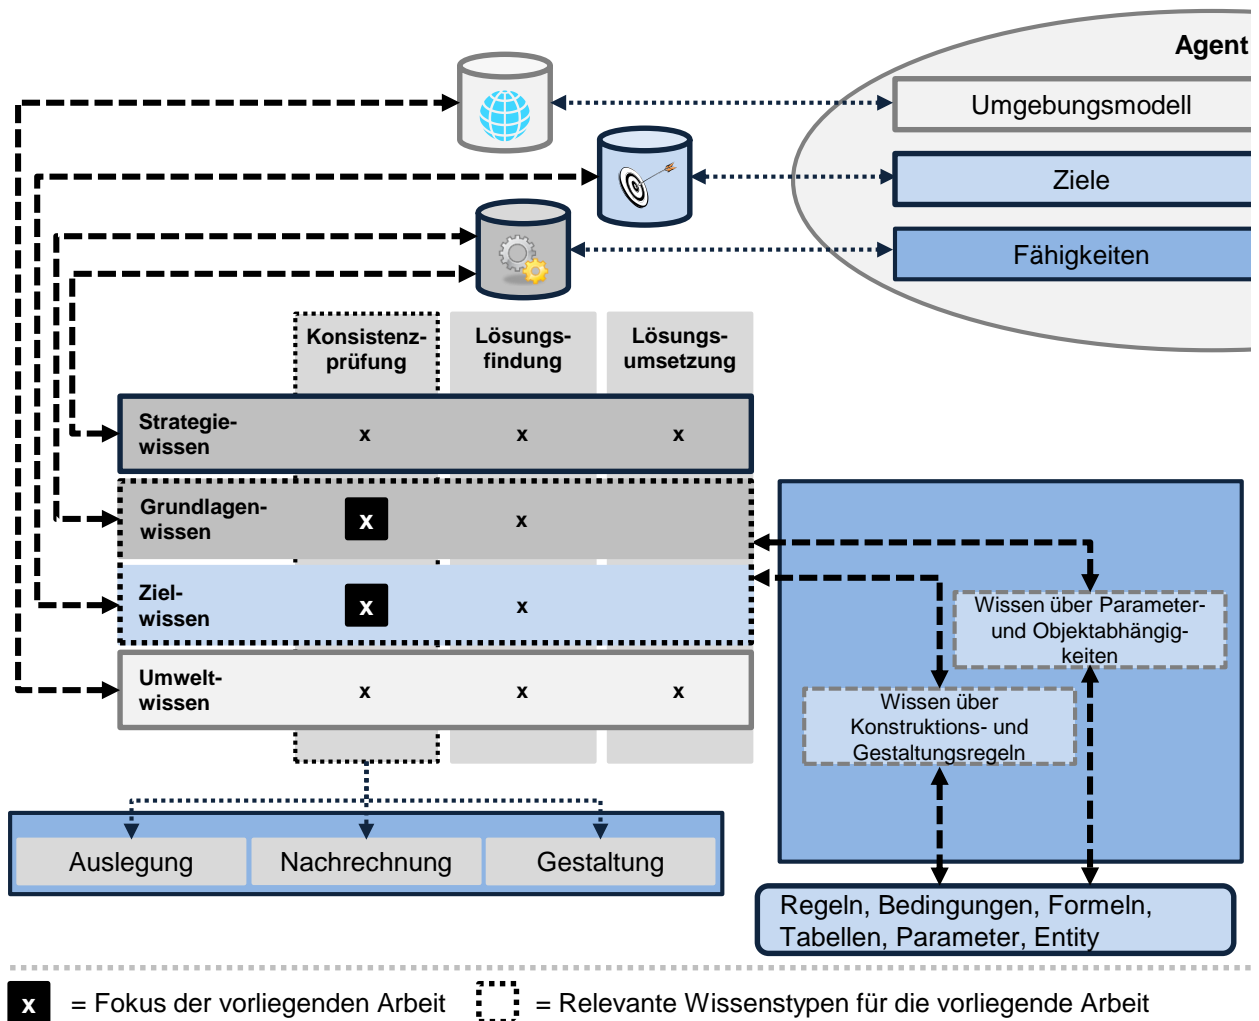 Agent
Umgebungsmodell
Ziele
Fähigkeiten
Konsistenz-
prüfung
Lösungs-
findung
Lösungs-
umsetzung
Strategie-
wissen
x x x
Grundlagen-
wissen
x x
Ziel-
wissen
x x
Umwelt-
wissen
x x x
Wissen über Parameter-
und Objektabhängig-
keiten
Wissen über
Konstruktions- und
Gestaltungsregeln
Auslegung
Nachrechnung
Gestaltung
Regeln, Bedingungen, Formeln,
Tabellen, Parameter, Entity
x = Fokus der vorliegenden Arbeit
= Relevante Wissenstypen für die vorliegende Arbeit